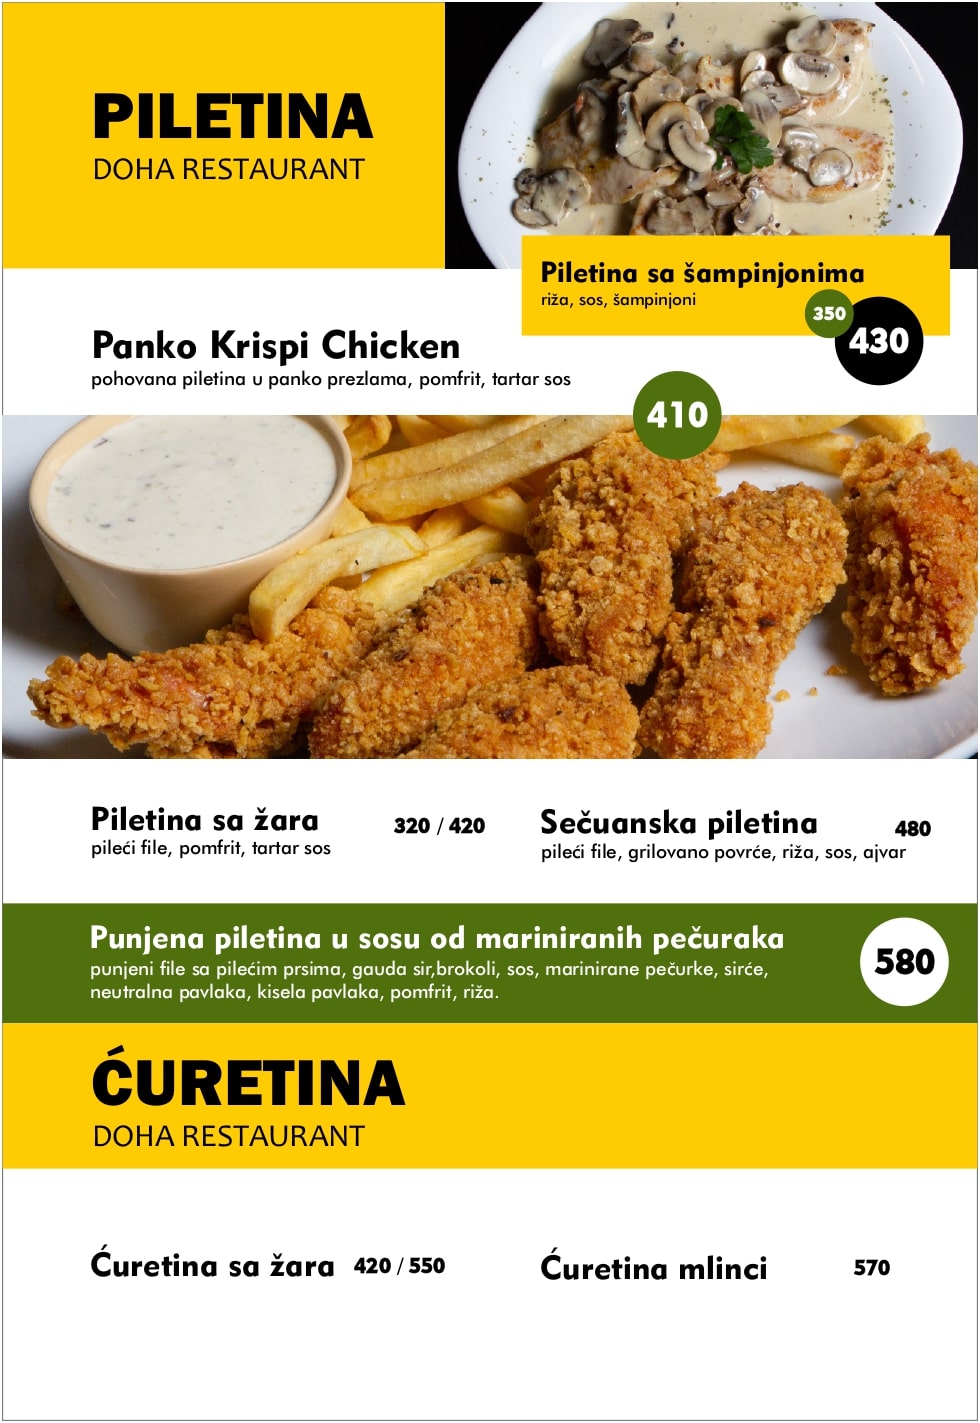 PILETINA
DOHA RESTAURANT
Piletina sa šampinjonima
riža, sos, šampinjoni
350
430
Panko Krispi Chicken
pohovana piletina u panko prezlama, pomfrit, tartar sos
410
Piletina sa žara 320 / 420
pileći file, pomfrit, tartar sos
Sečuanska piletina 480
pileći file, grilovano povrće, riža, sos, ajvar
Punjena piletina u sosu od mariniranih pečuraka
punjeni file sa pilećim prsima, gauda sir,brokoli, sos, marinirane pečurke, sirće,
neutralna pavlaka, kisela pavlaka, pomfrit, riža.
580
ĆURETINA
DOHA RESTAURANT
Ćuretina sa žara 420 / 550
Ćuretina mlinci 570